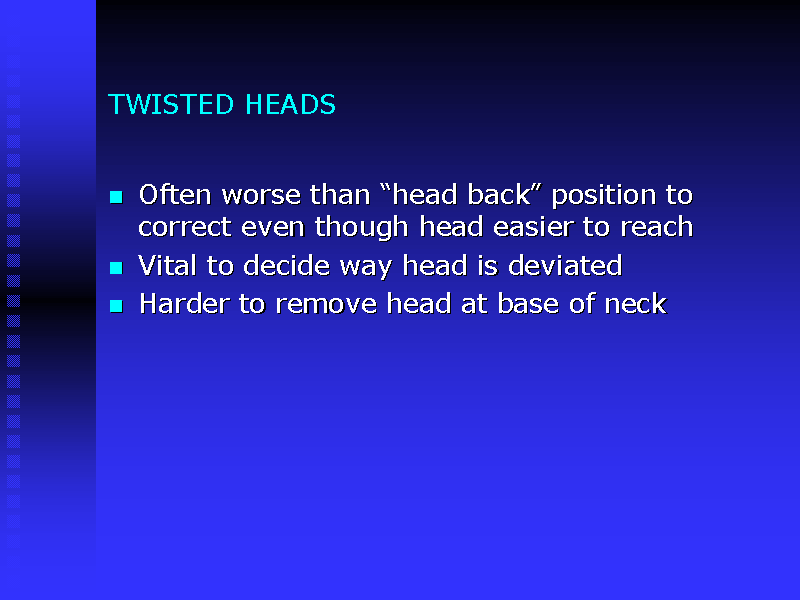 TWISTED HEADS
Often worse than “head back” position to
correct even though head easier to reach
Vital to decide way head is deviated
Harder to remove head at base of neck